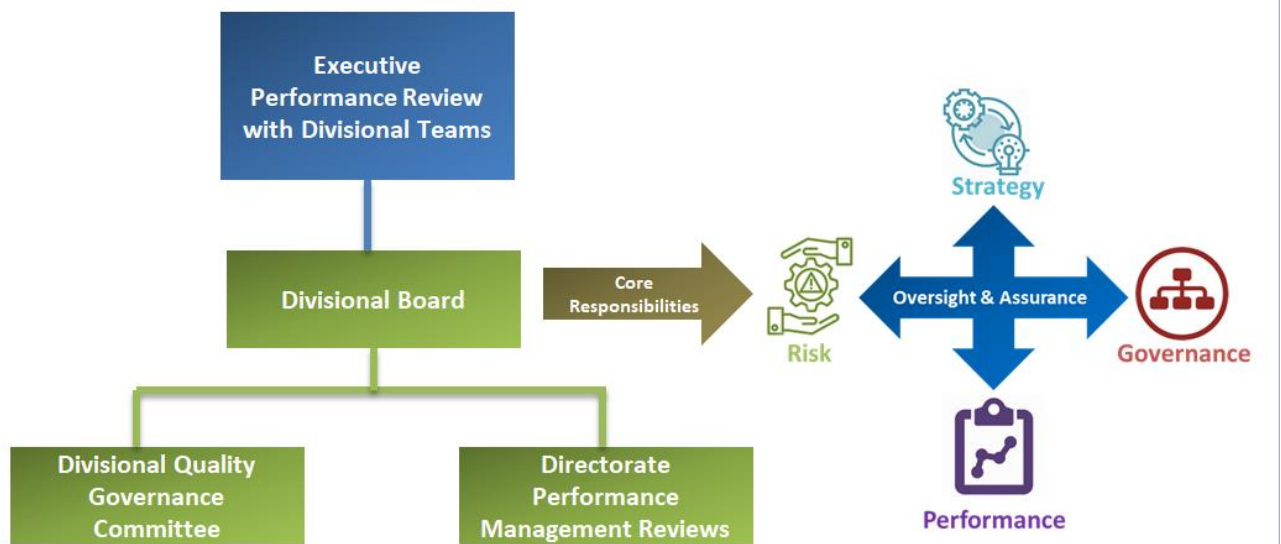 Executive
Performance Review
with Divisional Teams
Strategy
Divisional Board
Core
Responsibilities
Oversight & Assurance
Risk
Governance
Divisional Quality
Governance
Committee
Directorate
Performance
Management Reviews
Performance